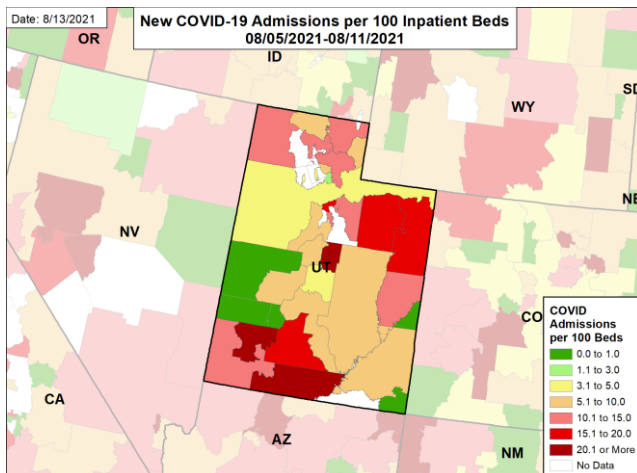 Date: 8/13/2021
New COVID-19 Admissions per 100 Inpatient Beds
08/05/2021-08/11/2021
OR
ID
WY
SD
NE
NV
UT
CO
CA
AZ
NM
COVID
Admissions
per 100 Beds
0.0 to 1.0
1.1 to 3.0
3.1 to 5.0
5.1 to 10.0
10.1 to 15.0
15.1 to 20.0
20.1 or More
No Data